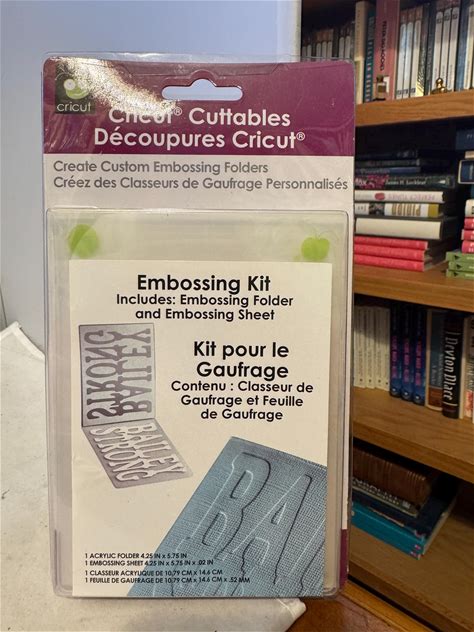 cricut
Cricut® Cuttables
Découpures Cricut®
Create Custom Embossing Folders
Créez des Classeurs de Gaufrage Personnalisés
Embossing Kit
Includes: Embossing Folder
and Embossing Sheet
Kit pour le
Gaufrage
Contenu : Classeur de
Gaufrage et Feuille
de Gaufrage
STRONG
BAILEY
BAILEY
STRONG
BA
1 ACRYLIC FOLDER 4.25 IN x 5.75 IN
1 EMBOSSING SHEET 4.25 IN x 5.75 IN x .02 IN
1 CLASSEUR ACRYLIQUE DE 10,79 CM x 14.6 CM
1 FEUILLE DE GAUFRAGE DE 10,79 CM x 14.6 CM x .52 MM